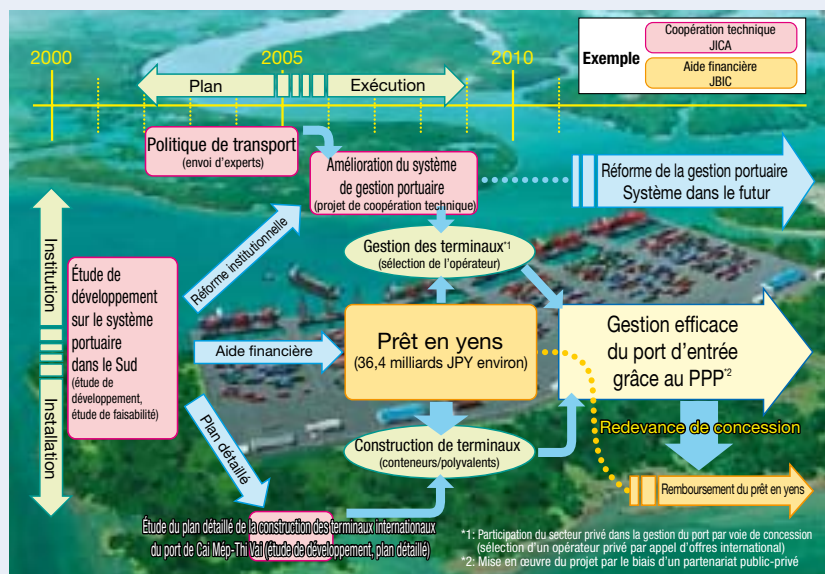 2000
2005
2010
Exemple
Coopération technique
JICA
Aide financière
JBIC
Plan
Exécution
Politique de transport
(envoi d'experts)
Amélioration du système
de gestion portuaire
(projet de coopération technique)
Réforme de la gestion portuaire
Système dans le futur
Institution
Installation
Étude de
développement
sur le système
portuaire
dans le Sud
(étude de
développement,
étude de faisabilité)
Réforme institutionnelle
Aide financière
Plan détaillé
Gestion des terminaux*1
(sélection de l'opérateur)
Prêt en yens
(36,4 milliards JPY environ)
Construction de terminaux
(conteneurs/polyvalents)
Gestion efficace
du port d'entrée
grâce au PPP*2
Redevance de concession
Remboursement du prêt en yens
Étude du plan détaillé de la construction des terminaux internationaux
du port de Cai Mép-Thi Vai (étude de développement, plan détaillé)
*1: Participation du secteur privé dans la gestion du port par voie de concession
(sélection d'un opérateur privé par appel d'offres international)
*2: Mise en œuvre du projet par le biais d'un partenariat public-privé